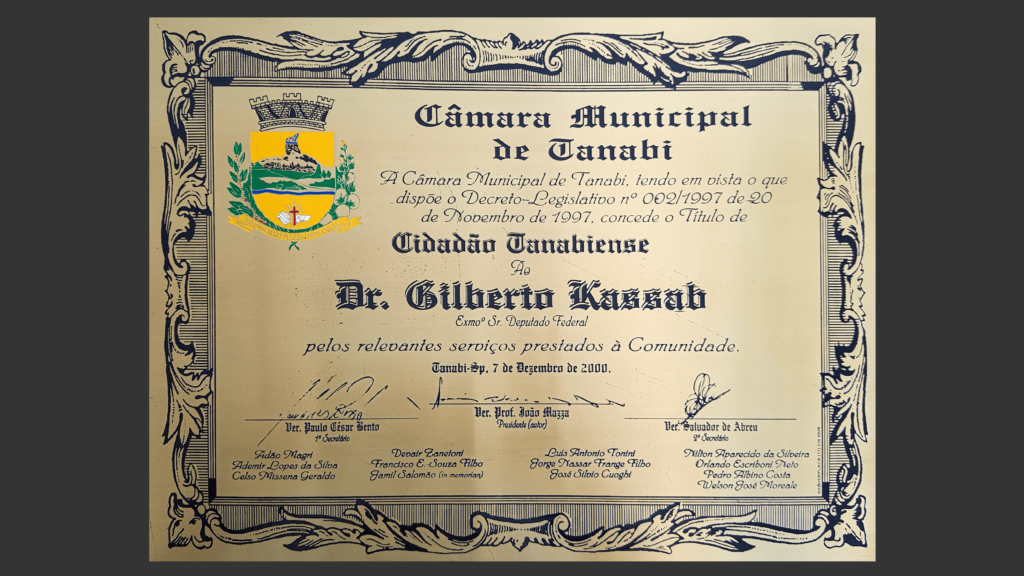 Câmara Municipal
de Tanabi
A Câmara Municipal de Tanabi, tendo em vista o que
dispõe o Decreto-Legislativo nº 002/1997 de 20
de Novembro de 1997, concede o Título de
Cidadão Tanabiense
Ao
Dr. Gilberto Kassab
Exmº Sr. Deputado Federal
pelos relevantes serviços prestados à Comunidade.
Tanabi-Sp, 7 de Dezembro de 2000.
Ver. Paulo César Bento
1º Secretário
Ver. Prof. João Mazza
Presidente (autor)
Ver. Salvador de Abreu
2º Secretário
Adão Magri
Ademir Lopes da Silva
Celso Missena Geraldo
Devair Zanetoni
Francisco E. Souza Filho
Jamil Salomão (in memorian)
Luis Antonio Tonini
Jorge Nassar Frange Filho
José Silvio Cuoghi
Nilton Aparecido da Silveira
Orlando Escriboni Neto
Pedro Albino Costa
Welson José Moreale